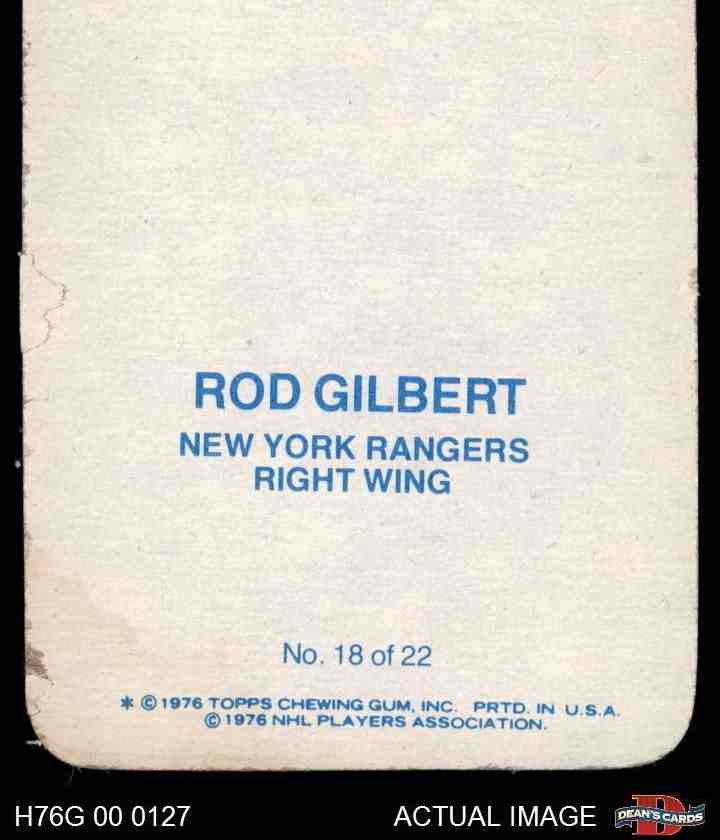 ROD GILBERT
NEW YORK RANGERS
RIGHT WING
No. 18 of 22
* © 1976 TOPPS CHEWING GUM, INC. PRTD. IN U.S.A.
© 1976 NHL PLAYERS ASSOCIATION.
H76G 00 0127
ACTUAL IMAGE
D
DEAN'S CARDS